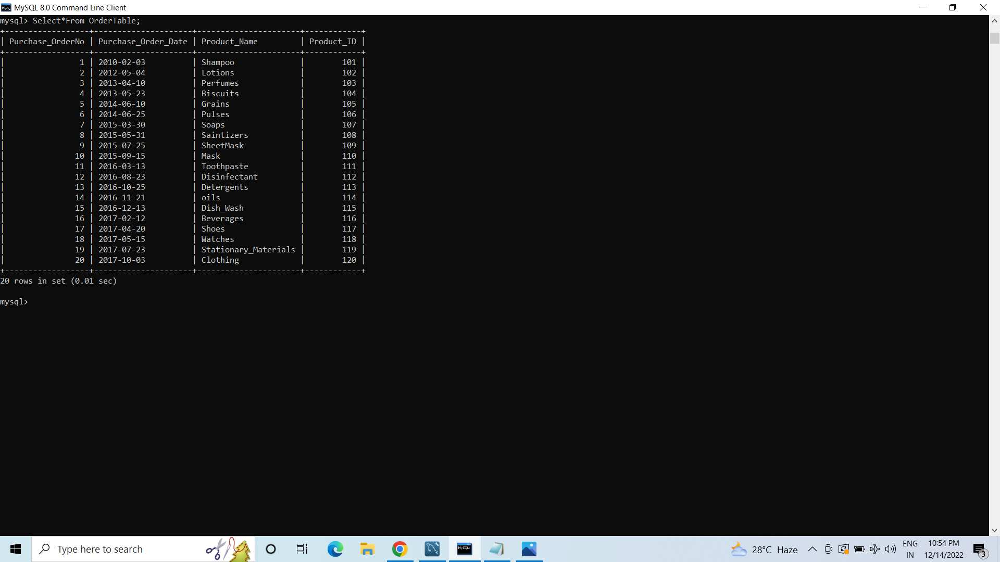 MySQL 8.0 Command Line Client
mysql> Select*From OrderTable;
+------------------+---------------------+----------------------+------------+
| Purchase_OrderNo | Purchase_Order_Date | Product_Name         | Product_ID |
+------------------+---------------------+----------------------+------------+
|                1 | 2010-02-03          | Shampoo              |        101 |
|                2 | 2012-05-04          | Lotions              |        102 |
|                3 | 2013-04-10          | Perfumes             |        103 |
|                4 | 2013-05-23          | Biscuits             |        104 |
|                5 | 2014-06-10          | Grains               |        105 |
|                6 | 2014-06-25          | Pulses               |        106 |
|                7 | 2015-03-30          | Soaps                |        107 |
|                8 | 2015-05-31          | Saintizers           |        108 |
|                9 | 2015-07-25          | SheetMask            |        109 |
|               10 | 2015-09-15          | Mask                 |        110 |
|               11 | 2016-03-13          | Toothpaste           |        111 |
|               12 | 2016-08-23          | Disinfectant         |        112 |
|               13 | 2016-10-25          | Detergents           |        113 |
|               14 | 2016-11-21          | oils                 |        114 |
|               15 | 2016-12-13          | Dish_Wash            |        115 |
|               16 | 2017-02-12          | Beverages            |        116 |
|               17 | 2017-04-20          | Shoes                |        117 |
|               18 | 2017-05-15          | Watches              |        118 |
|               19 | 2017-07-23          | Stationary_Materials |        119 |
|               20 | 2017-10-03          | Clothing             |        120 |
+------------------+---------------------+----------------------+------------+
20 rows in set (0.01 sec)
mysql>
Type here to search
28°C Haze
ENG
IN
10:54 PM
12/14/2022
3